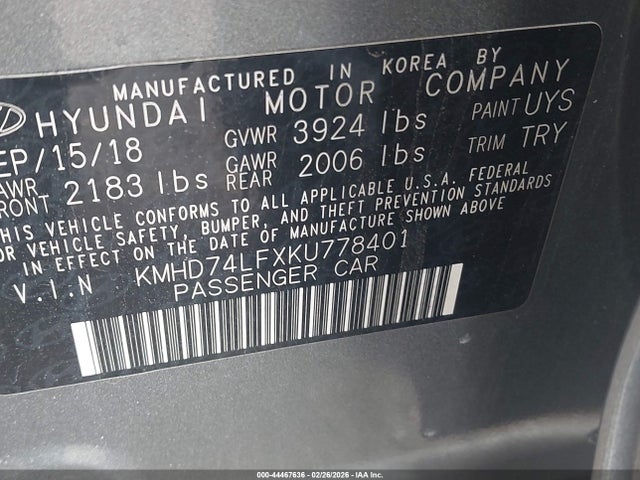 MANUFACTURED IN KOREA BY
HYUNDAI MOTOR COMPANY
EP/15/18 GVWR 3924 lbs PAINT UYS
AWR FRONT 2183 lbs GAWR REAR 2006 lbs TRIM TRY
THIS VEHICLE CONFORMS TO ALL APPLICABLE U.S.A. FEDERAL
OR VEHICLE SAFETY, BUMPER, AND THEFT PREVENTION STANDARDS
IN EFFECT ON THE DATE OF MANUFACTURE SHOWN ABOVE
V.I.N KMHD74LFXKU778401
PASSENGER CAR
000-44467636 - 02/26/2026 - IAA, Inc.